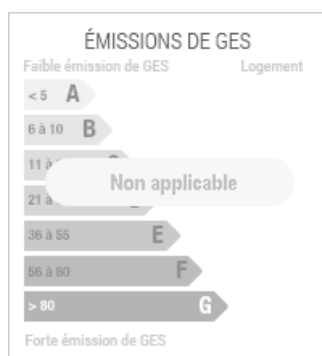 ÉMISSIONS DE GES
Faible émission de GES Logement
< 5 A
6 à 10 B
11 à
Non applicable
21 à
36 à 55 E
56 à 80 F
> 80 G
Forte émission de GES